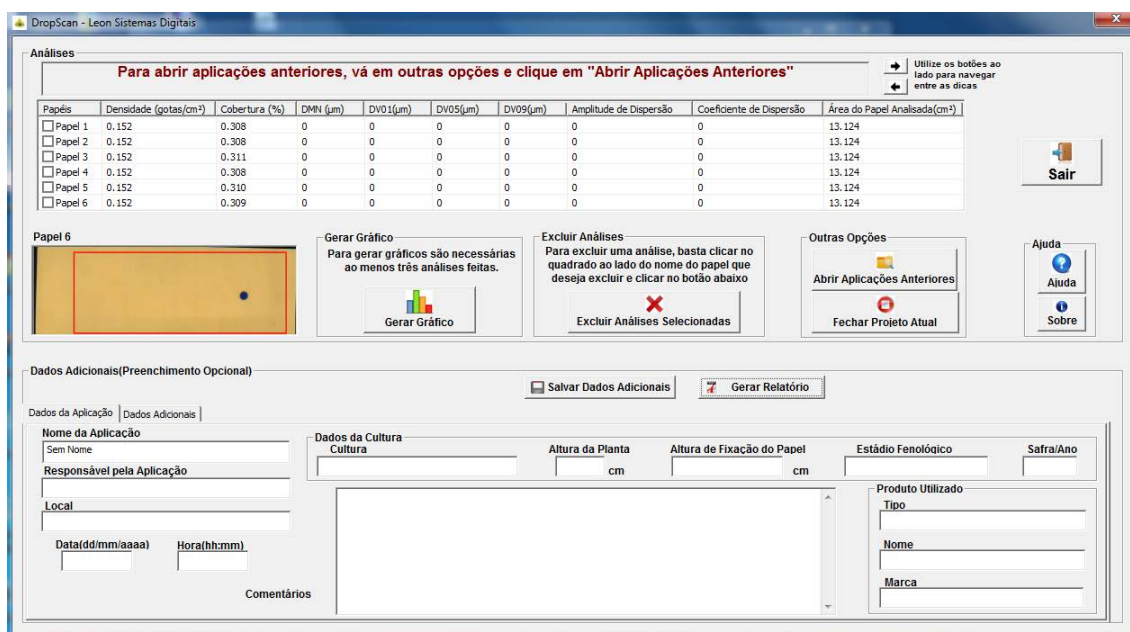 DropScan - Leon Sistemas Digitais
Análises
Para abrir aplicações anteriores, vá em outras opções e clique em "Abrir Aplicações Anteriores"
Utilize os botões ao
lado para navegar
entre as dicas
Papéis Densidade (gotas/cm²) Cobertura (%) DMN (µm) DV01(µm) DV05(µm) DV09(µm) Amplitude de Dispersão Coeficiente de Dispersão Área do Papel Analisada(cm²)
Papel 1 0.152 0.308 0 0 0 0 0 0 13.124
Papel 2 0.152 0.308 0 0 0 0 0 0 13.124
Papel 3 0.152 0.311 0 0 0 0 0 0 13.124
Papel 4 0.152 0.308 0 0 0 0 0 0 13.124
Papel 5 0.152 0.310 0 0 0 0 0 0 13.124
Papel 6 0.152 0.309 0 0 0 0 0 0 13.124
Sair
Papel 6
Gerar Gráfico
Para gerar gráficos são necessárias
ao menos três análises feitas.
Gerar Gráfico
Excluir Análises
Para excluir uma análise, basta clicar no
quadrado ao lado do nome do papel que
deseja excluir e clicar no botão abaixo
Excluir Análises Selecionadas
Outras Opções
Abrir Aplicações Anteriores
Fechar Projeto Atual
Ajuda
Ajuda
Sobre
Dados Adicionais(Preenchimento Opcional)
Salvar Dados Adicionais
Gerar Relatório
Dados da Aplicação Dados Adicionais
Nome da Aplicação
Sem Nome
Responsável pela Aplicação
Local
Data(dd/mm/aaaa) Hora(hh:mm)
Comentários
Dados da Cultura
Cultura Altura da Planta Altura de Fixação do Papel Estádio Fenológico Safra/Ano
cm cm
Produto Utilizado
Tipo
Nome
Marca